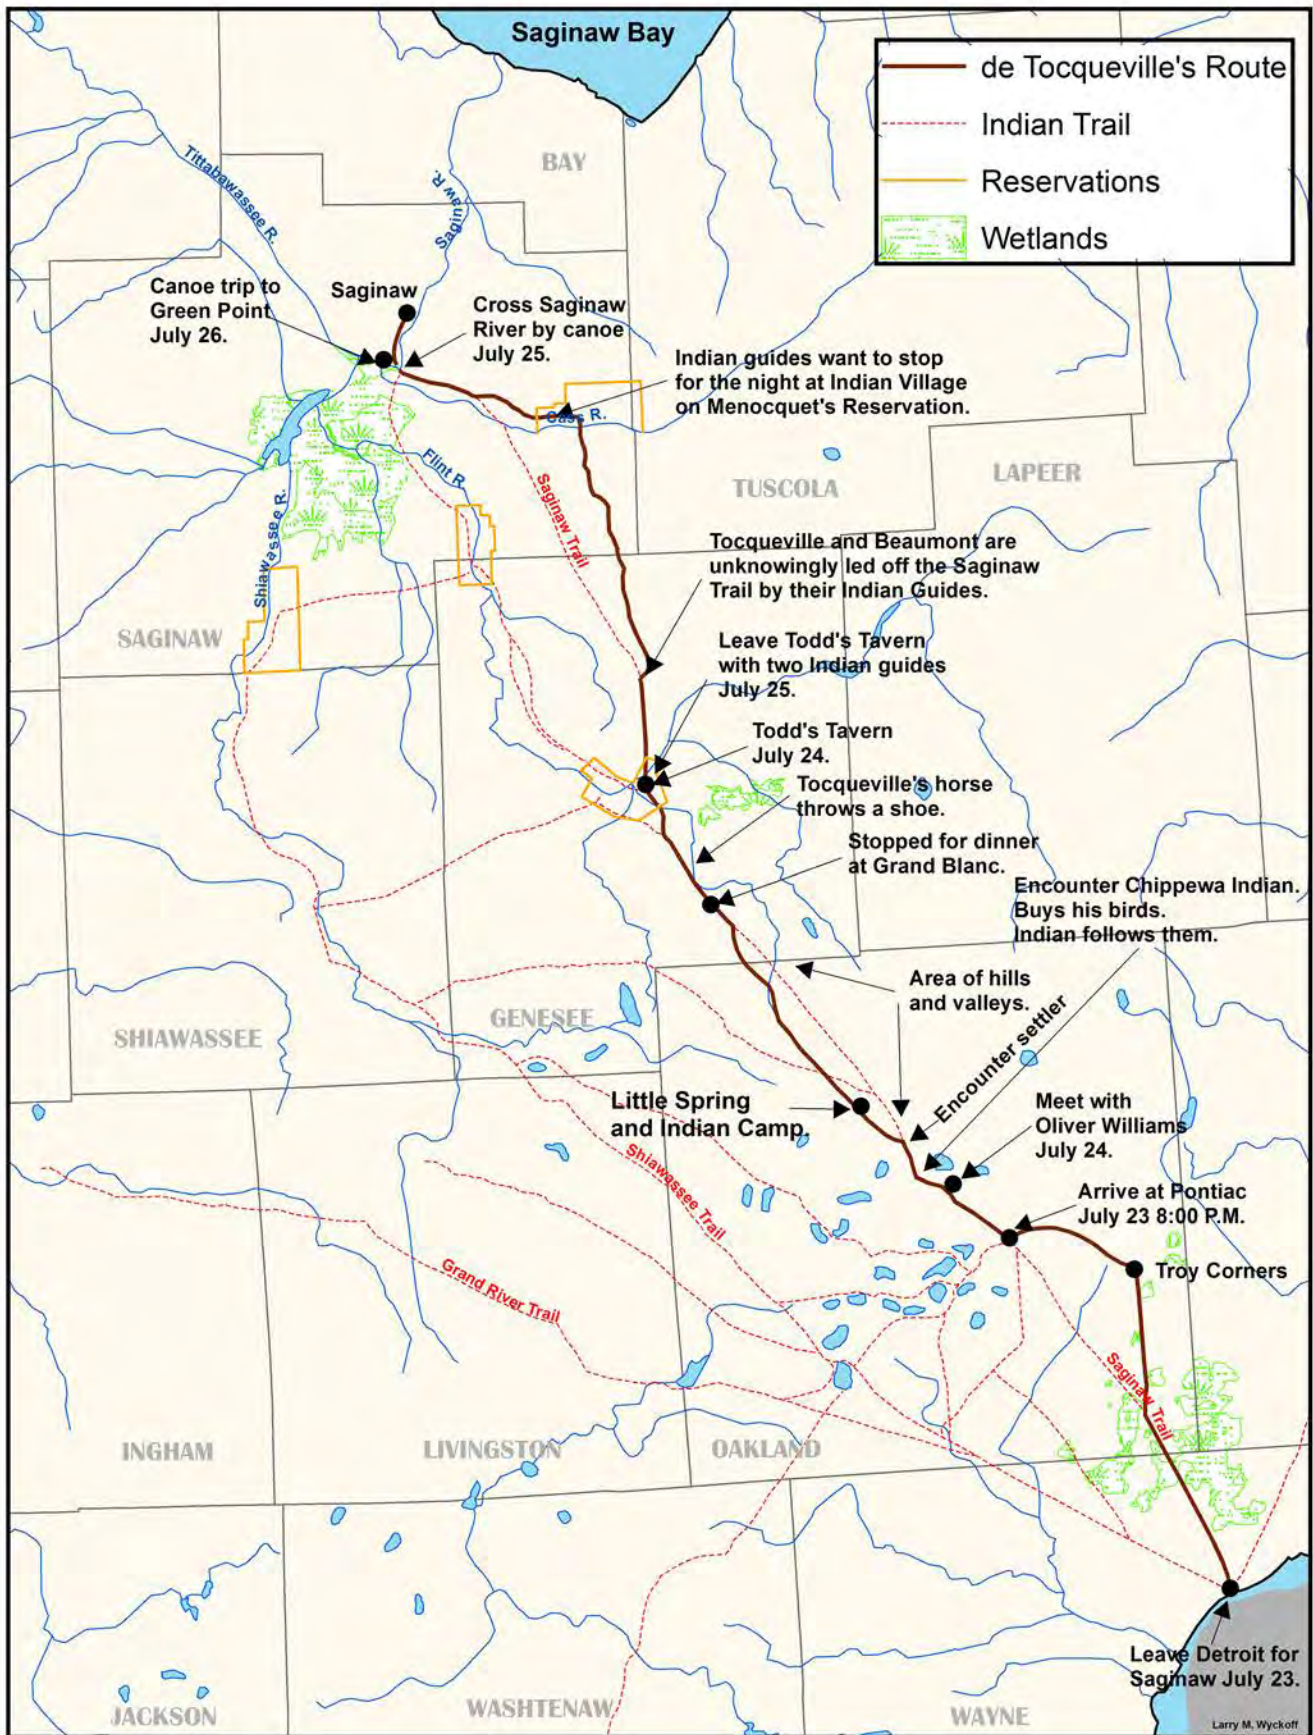 Saginaw Bay
de Tocqueville's Route
Indian Trail
Reservations
Wetlands
BAY
Tittabawassee R.
Saginaw R.
Canoe trip to
Green Point
July 26.
Saginaw
Cross Saginaw
River by canoe
July 25.
Indian guides want to stop
for the night at Indian Village
on Menocquet's Reservation.
Cass R.
Flint R
Saginaw Trail
TUSCOLA
LAPEER
Shiawassee R.
Tocqueville and Beaumont are
unknowingly led off the Saginaw
Trail by their Indian Guides.
SAGINAW
Leave Todd's Tavern
with two Indian guides
July 25.
Todd's Tavern
July 24.
Tocqueville's horse
throws a shoe.
Stopped for dinner
at Grand Blanc.
Encounter Chippewa Indian.
Buys his birds.
Indian follows them.
Area of hills
and valleys.
GENESEE
SHIAWASSEE
Encounter settler
Little Spring
and Indian Camp.
Meet with
Oliver Williams
July 24.
Shiawassee Trail
Arrive at Pontiac
July 23 8:00 P.M.
Troy Corners
Grand River Trail
Saginaw Trail
INGHAM
LIVINGSTON
OAKLAND
Leave Detroit for
Saginaw July 23.
JACKSON
WASHTENAW
WAYNE
Larry M. Wyckoff